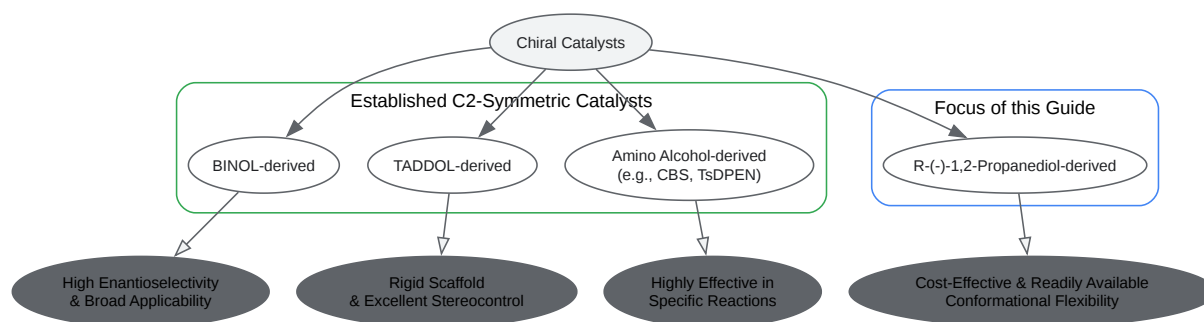 Chiral Catalysts
Established C2-Symmetric Catalysts
Focus of this Guide
BINOL-derived
TADDOL-derived
Amino Alcohol-derived
(e.g., CBS, TsDPEN)
R-(-)-1,2-Propanediol-derived
High Enantioselectivity
& Broad Applicability
Rigid Scaffold
& Excellent Stereocontrol
Highly Effective in
Specific Reactions
Cost-Effective & Readily Available
Conformational Flexibility